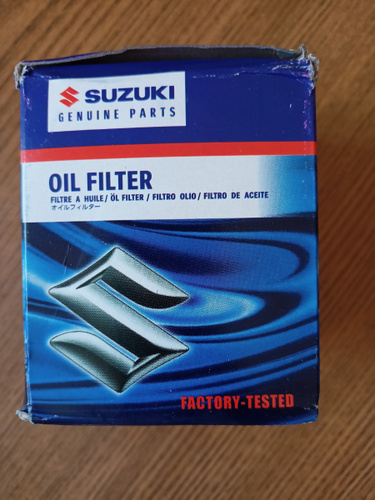 SUZUKI
GENUINE PARTS
OIL FILTER
FILTRE A HUILE/ ÖL FILTER / FILTRO OLIO/ FILTRO DE ACEITE
オイルフィルター
FACTORY-TESTED